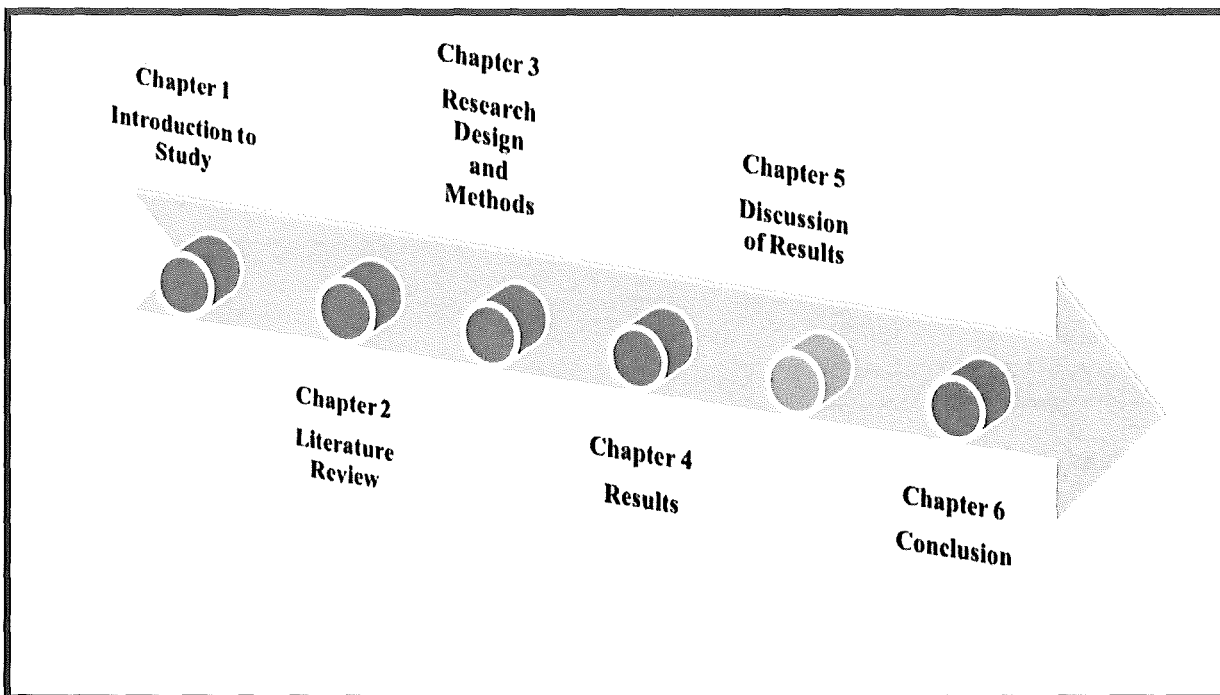 Chapter 1
Introduction to
Study
Chapter 2
Literature
Review
Chapter 3
Research
Design
and
Methods
Chapter 4
Results
Chapter 5
Discussion
of Results
Chapter 6
Conclusion